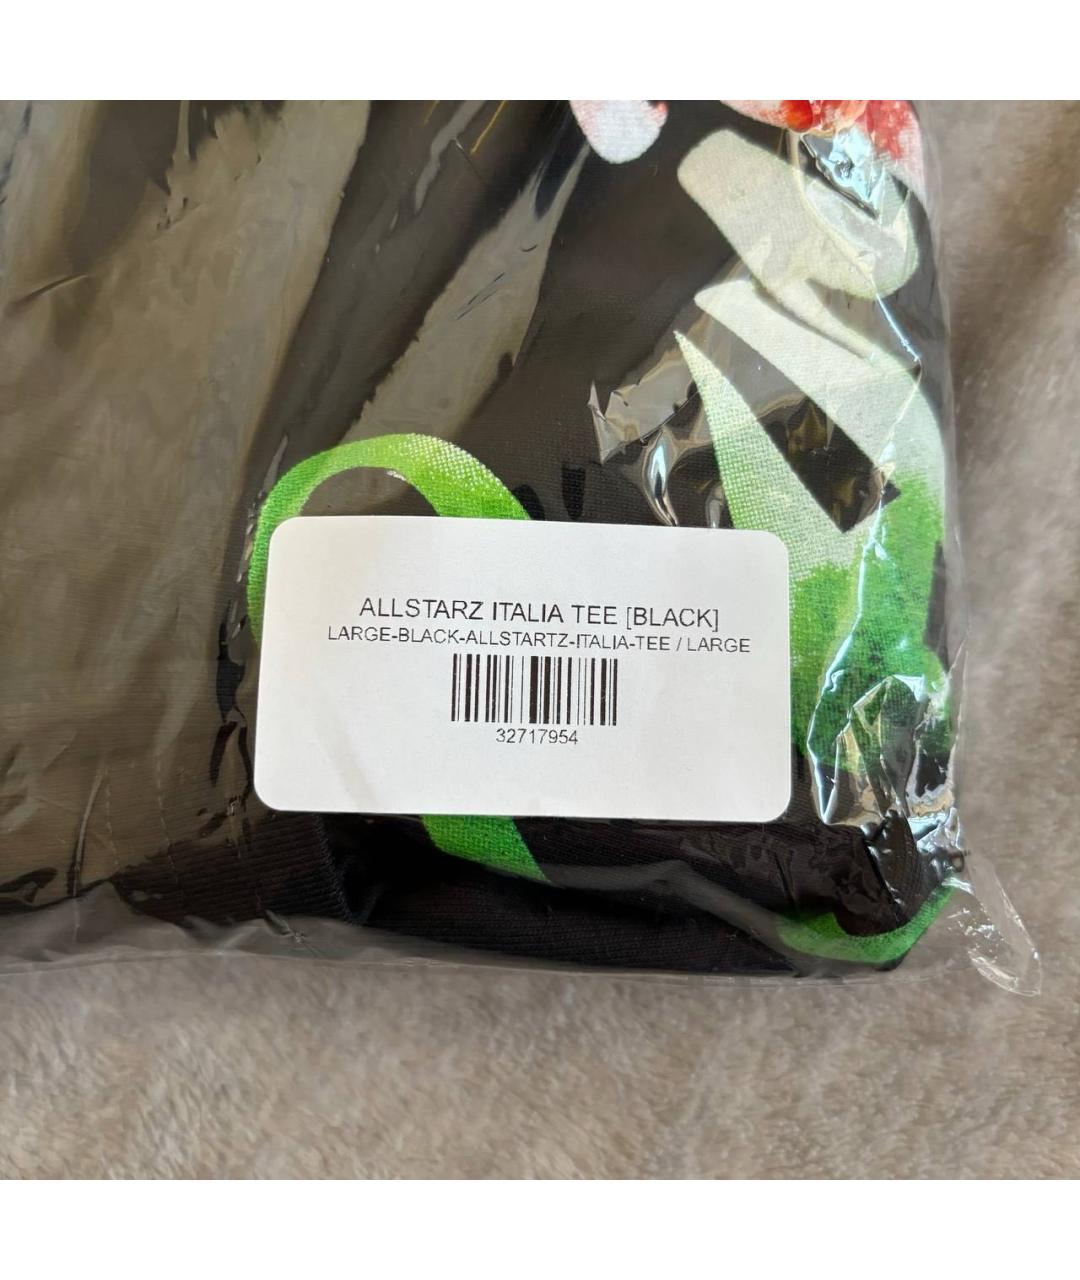 ALLSTARZ ITALIA TEE [BLACK]
LARGE-BLACK-ALLSTARTZ-ITALIA-TEE / LARGE
32717954